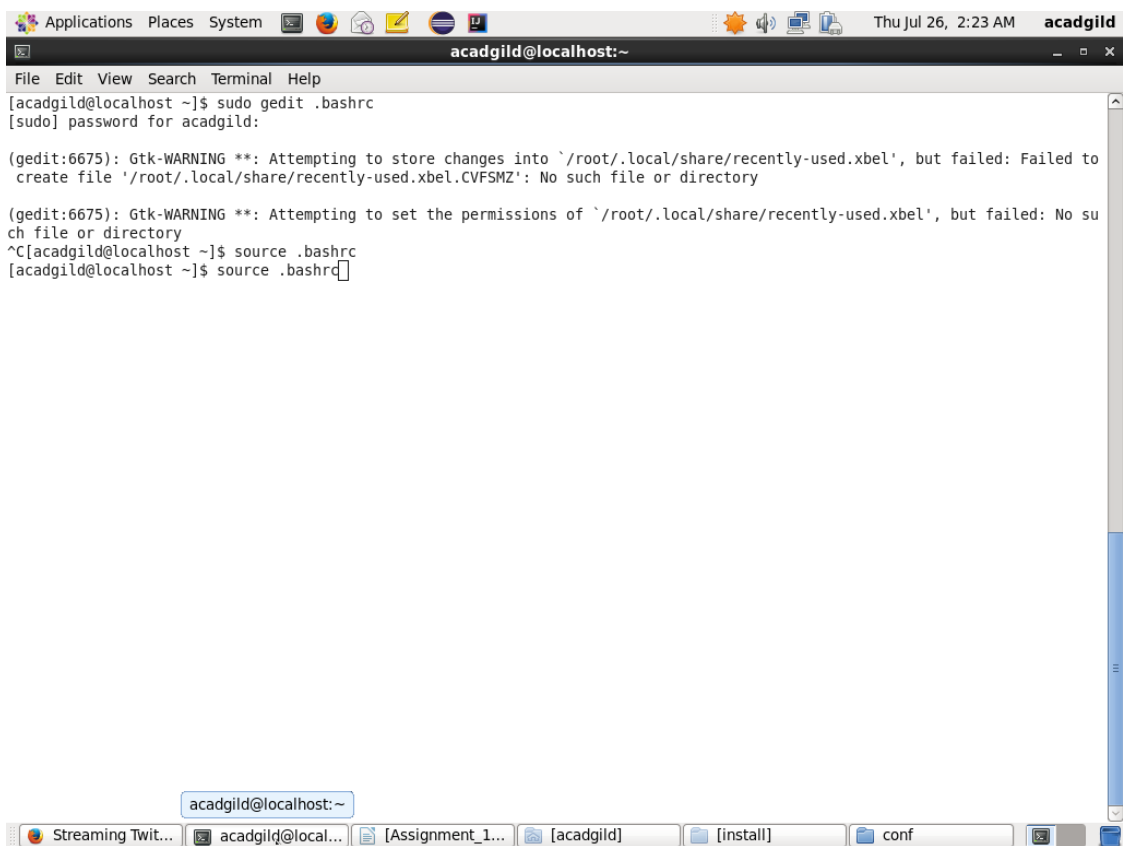 Applications Places System Thu Jul 26, 2:23 AM acadgild
acadgild@localhost:~
File Edit View Search Terminal Help
[acadgild@localhost ~]$ sudo gedit .bashrc
[sudo] password for acadgild:
(gedit:6675): Gtk-WARNING **: Attempting to store changes into `/root/.local/share/recently-used.xbel', but failed: Failed to
create file '/root/.local/share/recently-used.xbel.CVFSMZ': No such file or directory
(gedit:6675): Gtk-WARNING **: Attempting to set the permissions of `/root/.local/share/recently-used.xbel', but failed: No su
ch file or directory
^C[acadgild@localhost ~]$ source .bashrc
[acadgild@localhost ~]$ source .bashrc
acadgild@localhost:~
Streaming Twit... acadgild@local... [Assignment_1... [acadgild] [install] conf